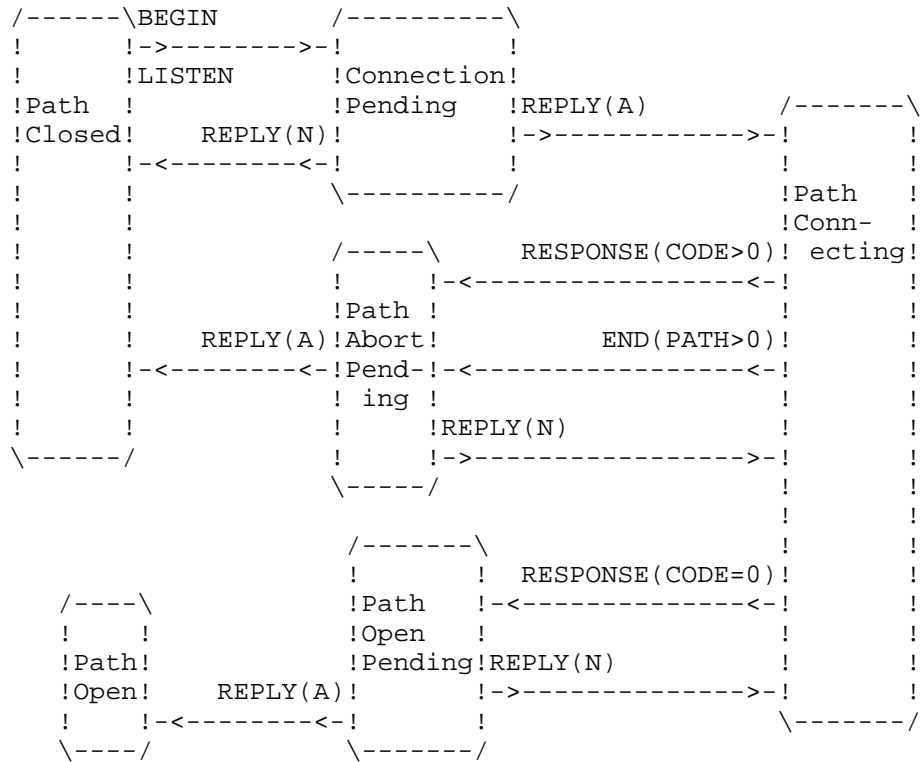 /------\BEGIN       /----------\
!      !->-------->-!          !
!      !LISTEN      !Connection!
!Path  !            !Pending   !REPLY(A)        /-------\
!Closed!    REPLY(N)!          !->------------>-!       !
!      !-<--------<-!          !                !       !
!      !            \----------/                !Path   !
!      !                                        !Conn-  !
!      !            /-----\     RESPONSE(CODE>0)! ecting!
!      !            !     !-<-----------------<-!       !
!      !            !Path !                     !       !
!      !    REPLY(A)!Abort!          END(PATH>0)!       !
!      !-<--------<-!Pend-!-<-----------------<-!       !
!      !            ! ing !                     !       !
!      !            !     !REPLY(N)             !       !
\------/            !     !->----------------->-!       !
                    \-----/                     !       !
                                                !       !
                     /-------\                  !       !
                     !       !  RESPONSE(CODE=0)!       !
   /----\            !Path   !-<--------------<-!       !
   !    !            !Open   !                  !       !
   !Path!            !Pending!REPLY(N)          !       !
   !Open!    REPLY(A)!       !->-------------->-!       !
   !    !-<--------<-!       !                  \-------/
   \----/            \-------/